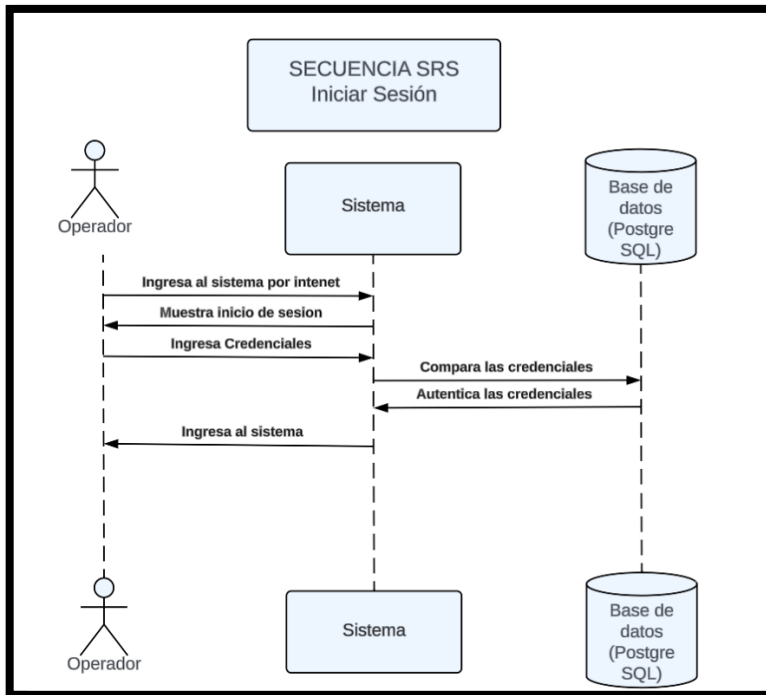 SECUENCIA SRS
Iniciar Sesión
Operador
Sistema
Base de
datos
(Postgre
SQL)
Ingresa al sistema por intenet
Muestra inicio de sesion
Ingresa Credenciales
Compara las credenciales
Autentica las credenciales
Ingresa al sistema
Operador
Sistema
Base de
datos
(Postgre
SQL)